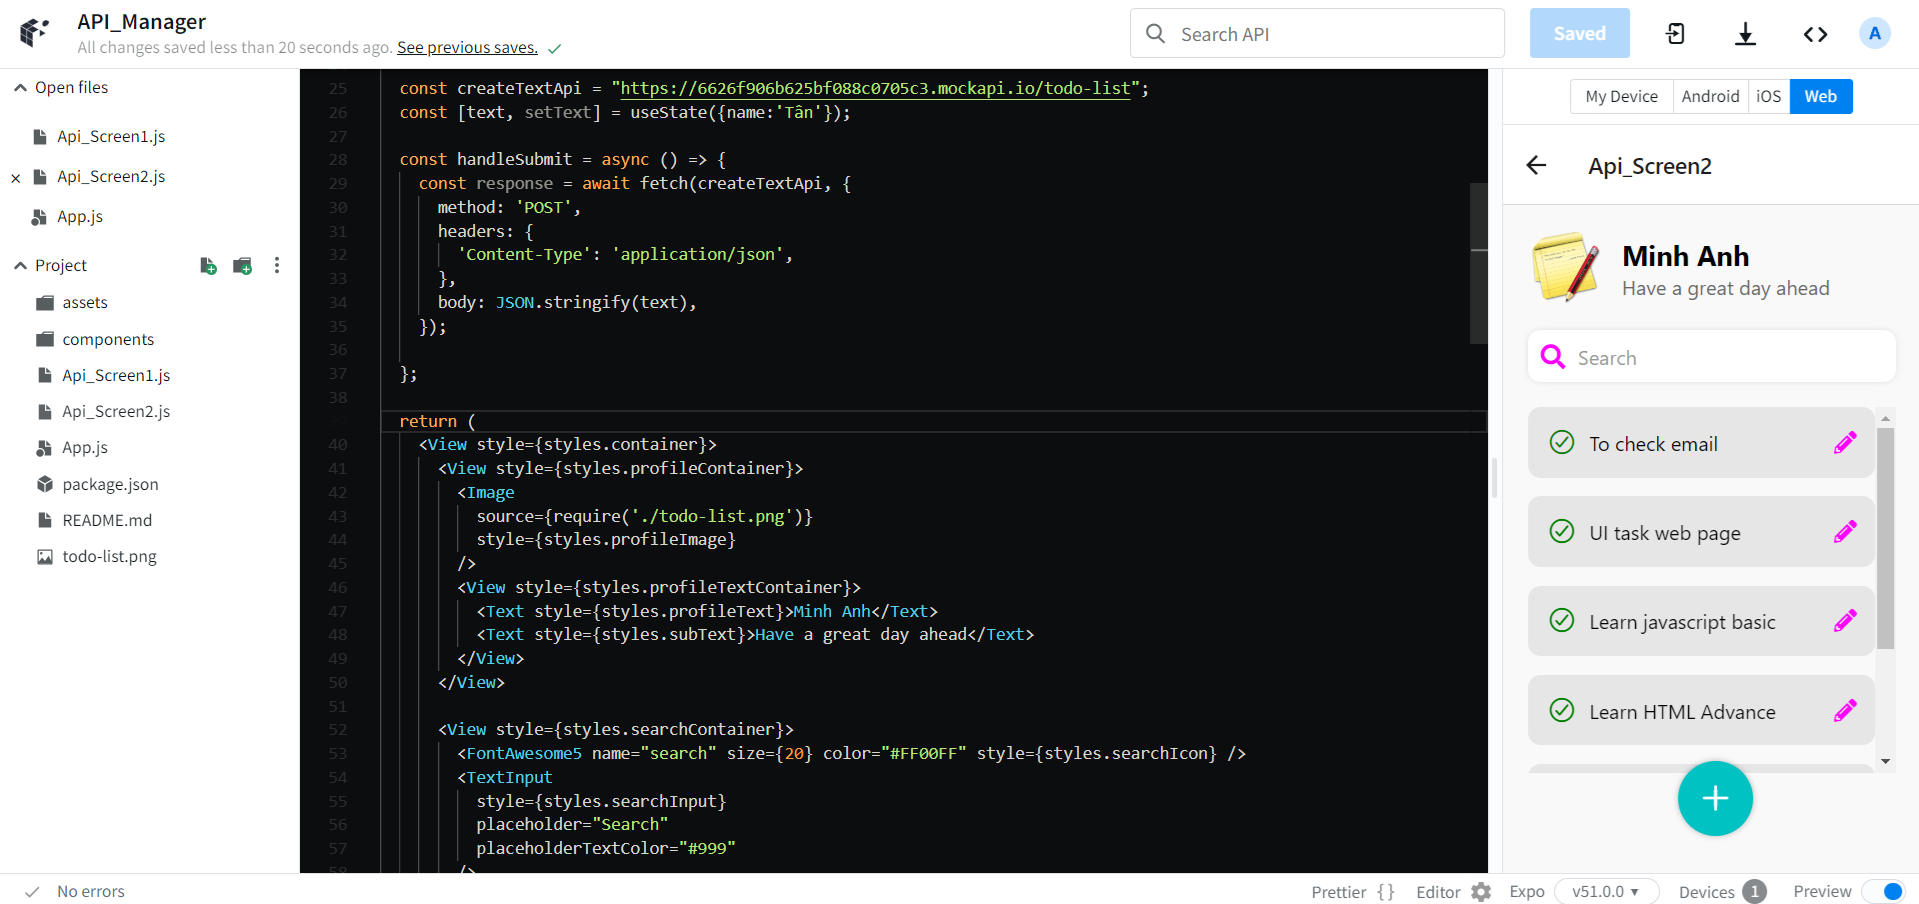 API_Manager
All changes saved less than 20 seconds ago. See previous saves.
Search API
Saved
A
Open files
Api_Screen1.js
Api_Screen2.js
App.js
Project
assets
components
Api_Screen1.js
Api_Screen2.js
App.js
package.json
README.md
todo-list.png
25 const createTextApi = "https://6626f906b625bf088c0705c3.mockapi.io/todo-list";
26 const [text, setText] = useState({name:'Tân'});
27
28 const handleSubmit = async () => {
29 const response = await fetch(createTextApi, {
30 method: 'POST',
31 headers: {
32 'Content-Type': 'application/json',
33 },
34 body: JSON.stringify(text),
35 });
36
37 };
38
return (
40 <View style={styles.container}>
41 <View style={styles.profileContainer}>
42 <Image
43 source={require('./todo-list.png')}
44 style={styles.profileImage}
45 />
46 <View style={styles.profileTextContainer}>
47 <Text style={styles.profileText}>Minh Anh</Text>
48 <Text style={styles.subText}>Have a great day ahead</Text>
49 </View>
50 </View>
51
52 <View style={styles.searchContainer}>
53 <FontAwesome5 name="search" size={20} color="#FF00FF" style={styles.searchIcon} />
54 <TextInput
55 style={styles.searchInput}
56 placeholder="Search"
57 placeholderTextColor="#999"
58 />
My Device Android iOS Web
Api_Screen2
Minh Anh
Have a great day ahead
Search
To check email
UI task web page
Learn javascript basic
Learn HTML Advance
No errors
Prettier {} Editor Expo v51.0.0 Devices 1 Preview